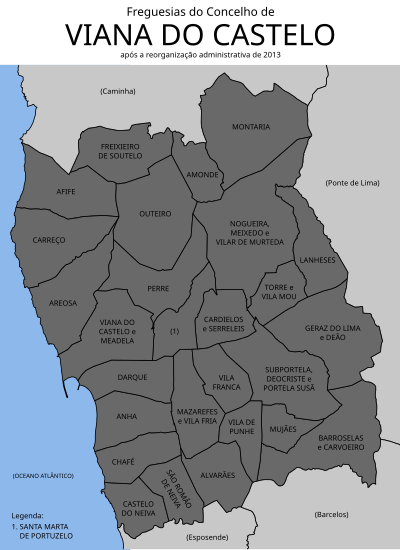 Freguesias do Concelho de
VIANA DO CASTELO
após a reorganização administrativa de 2013
(Caminha)
MONTARIA
FREIXIEIRO
DE SOUTELO
AMONDE
(Ponte de Lima)
AFIFE
OUTEIRO
NOGUEIRA,
MEIXEDO e
VILAR DE MURTEDA
CARREÇO
LANHESES
PERRE
TORRE e
VILA MOU
AREOSA
VIANA DO
CASTELO e
MEADELA
(1)
CARDIELOS
e SERRELEIS
GERAZ DO LIMA
e DEÃO
DARQUE
VILA
FRANCA
SUBPORTELA,
DEOCRISTE e
PORTELA SUSÃ
ANHA
MAZAREFES
e VILA FRIA
VILA DE
PUNHE
MUJÃES
BARROSELAS
e CARVOEIRO
CHAFÉ
SÃO ROMÃO
DE NEIVA
ALVARÃES
(OCEANO ATLÂNTICO)
CASTELO
DO NEIVA
Legenda:
1. SANTA MARTA
DE PORTUZELO
(Barcelos)
(Esposende)